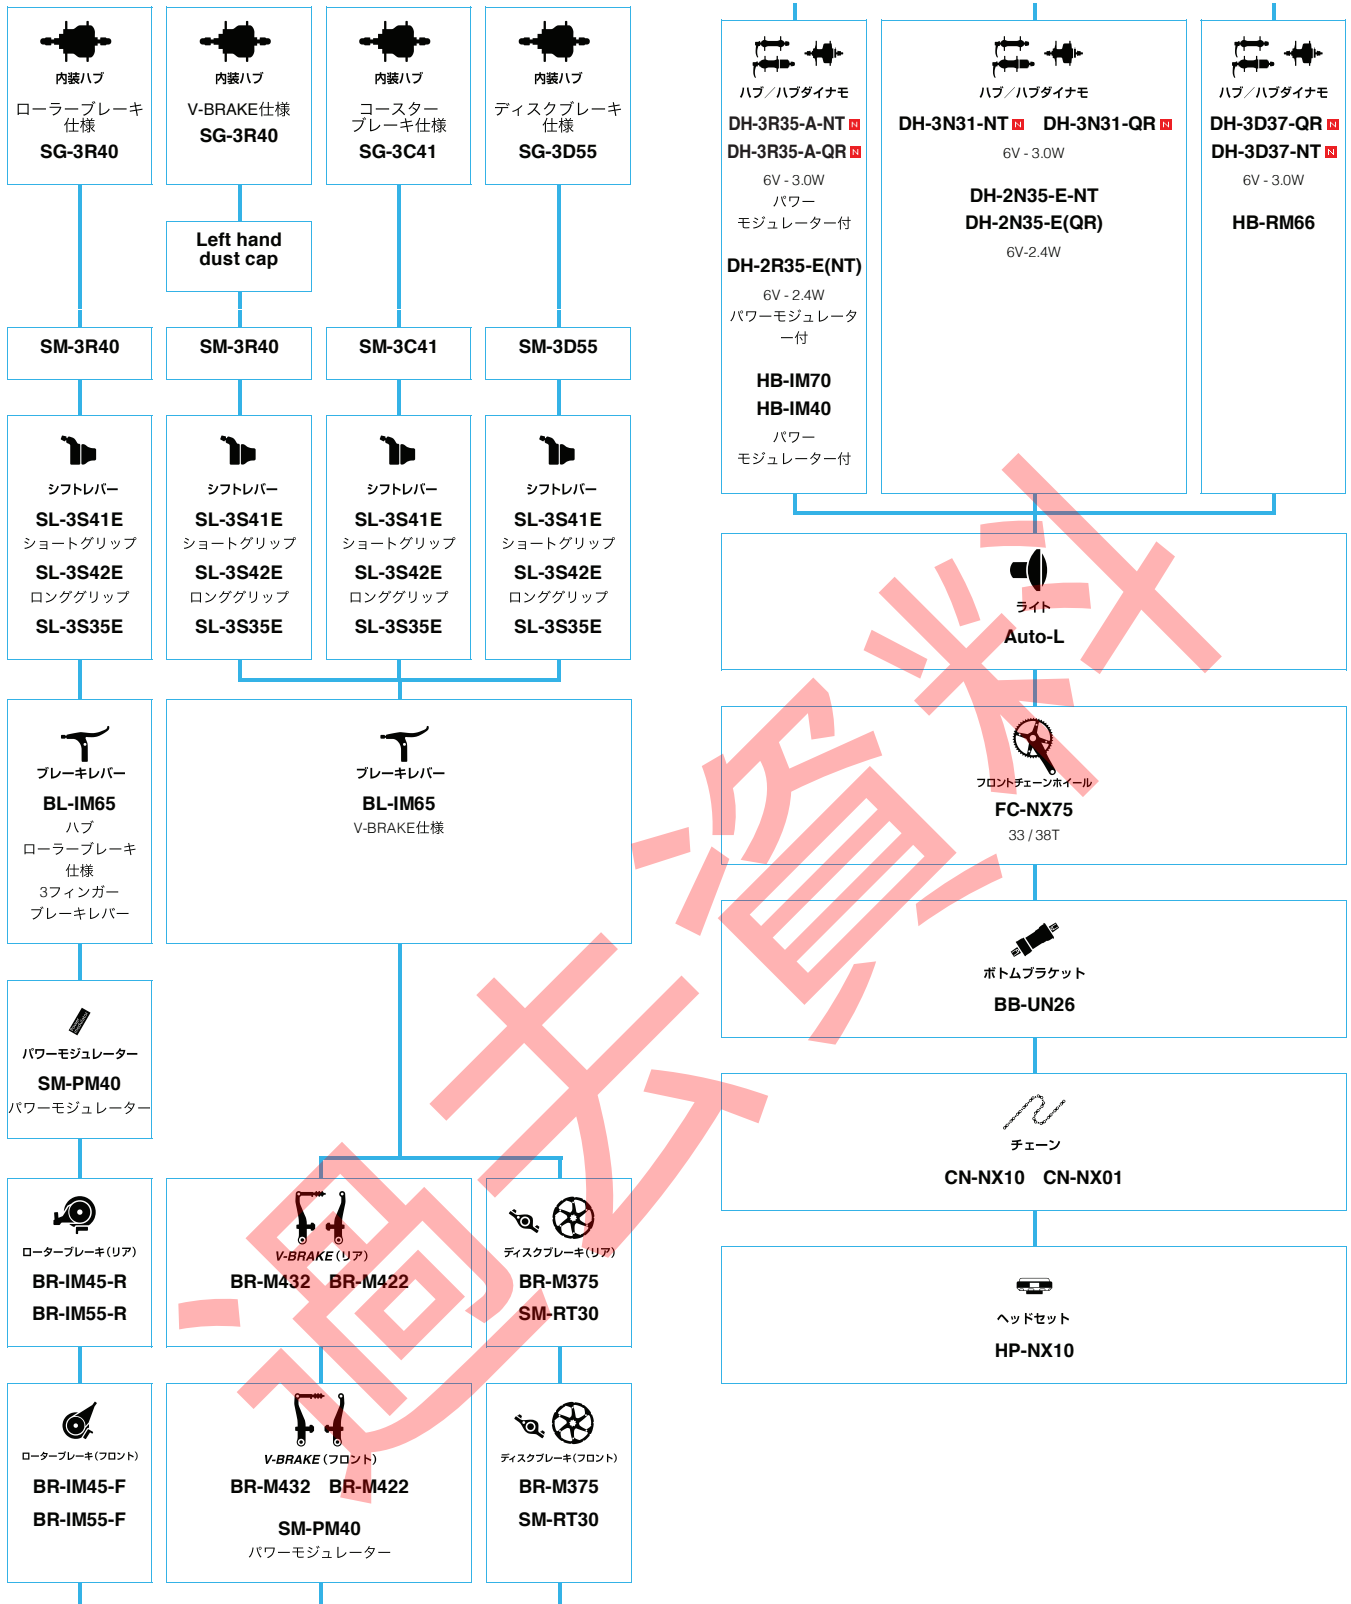 内装ハブ
ローラーブレーキ
仕様
SG-3R40
内装ハブ
V-BRAKE仕様
SG-3R40
内装ハブ
コースター
ブレーキ仕様
SG-3C41
内装ハブ
ディスクブレーキ
仕様
SG-3D55
Left hand
dust cap
SM-3R40
SM-3R40
SM-3C41
SM-3D55
シフトレバー
SL-3S41E
ショートグリップ
SL-3S42E
ロンググリップ
SL-3S35E
シフトレバー
SL-3S41E
ショートグリップ
SL-3S42E
ロンググリップ
SL-3S35E
シフトレバー
SL-3S41E
ショートグリップ
SL-3S42E
ロンググリップ
SL-3S35E
シフトレバー
SL-3S41E
ショートグリップ
SL-3S42E
ロンググリップ
SL-3S35E
ブレーキレバー
BL-IM65
ハブ
ローラーブレーキ
仕様
3フィンガー
ブレーキレバー
ブレーキレバー
BL-IM65
V-BRAKE仕様
パワーモジュレーター
SM-PM40
パワーモジュレーター
ローターブレーキ(リア)
BR-IM45-R
BR-IM55-R
V-BRAKE(リア)
BR-M432 BR-M422
ディスクブレーキ(リア)
BR-M375
SM-RT30
ローターブレーキ(フロント)
BR-IM45-F
BR-IM55-F
V-BRAKE(フロント)
BR-M432 BR-M422
SM-PM40
パワーモジュレーター
ディスクブレーキ(フロント)
BR-M375
SM-RT30
ハブ/ハブダイナモ
DH-3R35-A-NT N
DH-3R35-A-QR N
6V - 3.0W
パワー
モジュレーター付
DH-2R35-E(NT)
6V - 2.4W
パワーモジュレータ
ー付
HB-IM70
HB-IM40
パワー
モジュレーター付
ハブ/ハブダイナモ
DH-3N31-NT N DH-3N31-QR N
6V - 3.0W
DH-2N35-E-NT
DH-2N35-E(QR)
6V-2.4W
ハブ/ハブダイナモ
DH-3D37-QR N
DH-3D37-NT N
6V - 3.0W
HB-RM66
ライト
Auto-L
フロントチェーンホイール
FC-NX75
33 / 38T
ボトムブラケット
BB-UN26
チェーン
CN-NX10 CN-NX01
ヘッドセット
HP-NX10
過去資料